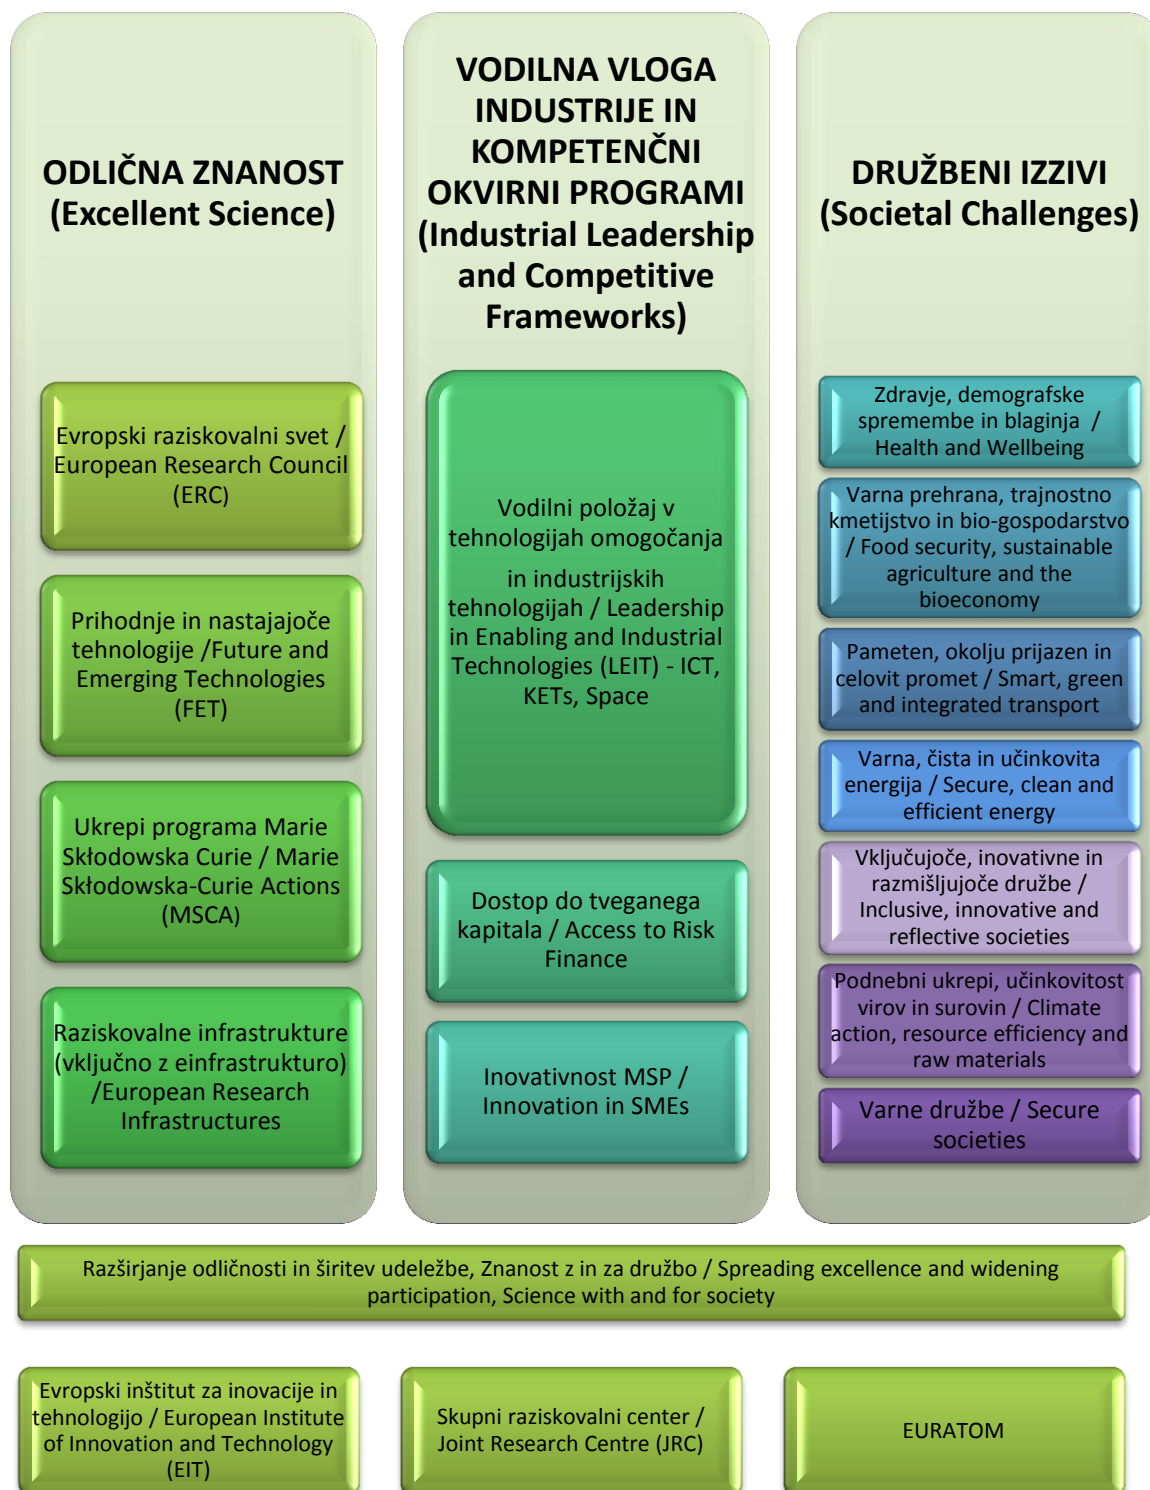 ODLIČNA ZNANOST
(Excellent Science)
Evropski raziskovalni svet /
European Research Council
(ERC)
Prihodnje in nastajajoče
tehnologije /Future and
Emerging Technologies
(FET)
Ukrepi programa Marie
Skłodowska Curie / Marie
Skłodowska-Curie Actions
(MSCA)
Raziskovalne infrastrukture
(vključno z einfrastrukturo)
/European Research
Infrastructures
VODILNA VLOGA
INDUSTRIJE IN
KOMPETENČNI
OKVIRNI PROGRAMI
(Industrial Leadership
and Competitive
Frameworks)
Vodilni položaj v
tehnologijah omogočanja
in industrijskih
tehnologijah / Leadership
in Enabling and Industrial
Technologies (LEIT) - ICT,
KETs, Space
Dostop do tveganega
kapitala / Access to Risk
Finance
Inovativnost MSP /
Innovation in SMEs
DRUŽBENI IZZIVI
(Societal Challenges)
Zdravje, demografske
spremembe in blaginja /
Health and Wellbeing
Varna prehrana, trajnostno
kmetijstvo in bio-gospodarstvo
/ Food security, sustainable
agriculture and the
bioeconomy
Pameten, okolju prijazen in
celovit promet / Smart, green
and integrated transport
Varna, čista in učinkovita
energija / Secure, clean and
efficient energy
Vključujoče, inovativne in
razmišljujoče družbe /
Inclusive, innovative and
reflective societies
Podnebni ukrepi, učinkovitost
virov in surovin / Climate
action, resource efficiency and
raw materials
Varne družbe / Secure
societies
Razširjanje odličnosti in širitev udeležbe, Znanost z in za družbo / Spreading excellence and widening
participation, Science with and for society
Evropski inštitut za inovacije in
tehnologijo / European Institute
of Innovation and Technology
(EIT)
Skupni raziskovalni center /
Joint Research Centre (JRC)
EURATOM